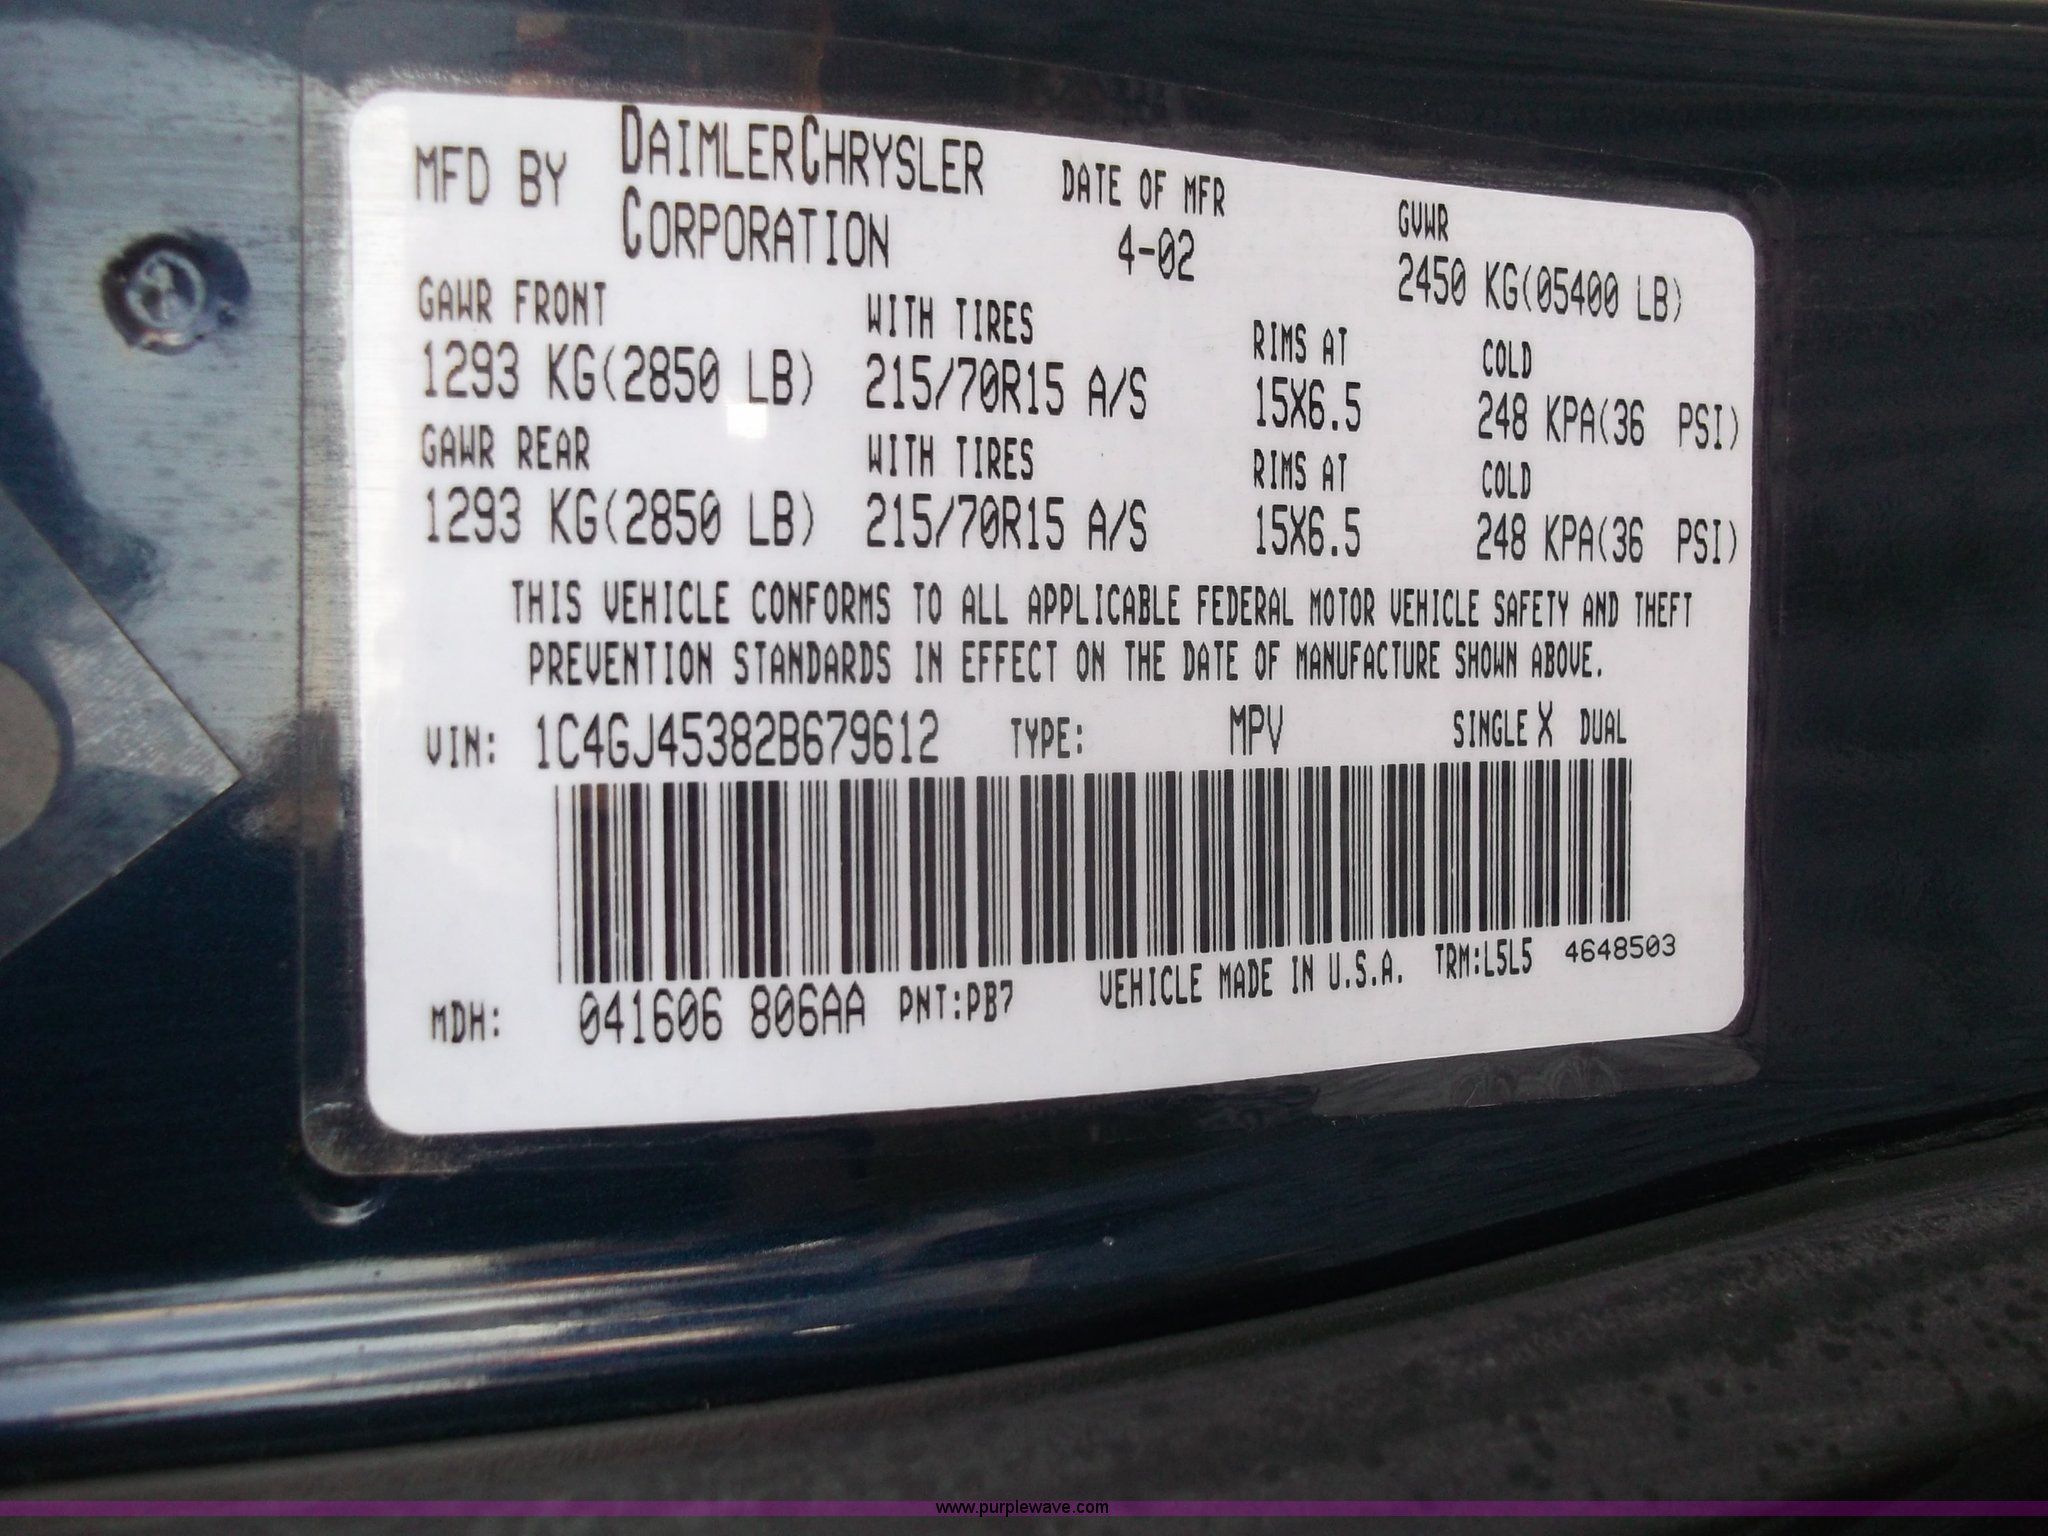 MFD BY DAIMLERCHRYSLER CORPORATION
DATE OF MFR
4-02
GVWR
2450 KG(05400 LB)
GAWR FRONT WITH TIRES RIMS AT COLD
1293 KG(2850 LB) 215/70R15 A/S 15X6.5 248 KPA(36 PSI)
GAWR REAR WITH TIRES RIMS AT COLD
1293 KG(2850 LB) 215/70R15 A/S 15X6.5 248 KPA(36 PSI)
THIS VEHICLE CONFORMS TO ALL APPLICABLE FEDERAL MOTOR VEHICLE SAFETY AND THEFT
PREVENTION STANDARDS IN EFFECT ON THE DATE OF MANUFACTURE SHOWN ABOVE.
VIN: 1C4GJ45382B679612 TYPE: MPV SINGLE X DUAL
MDH: 041606 806AA PNT:PB7 VEHICLE MADE IN U.S.A. TRM:L5L5 4648503
www.purplewave.com